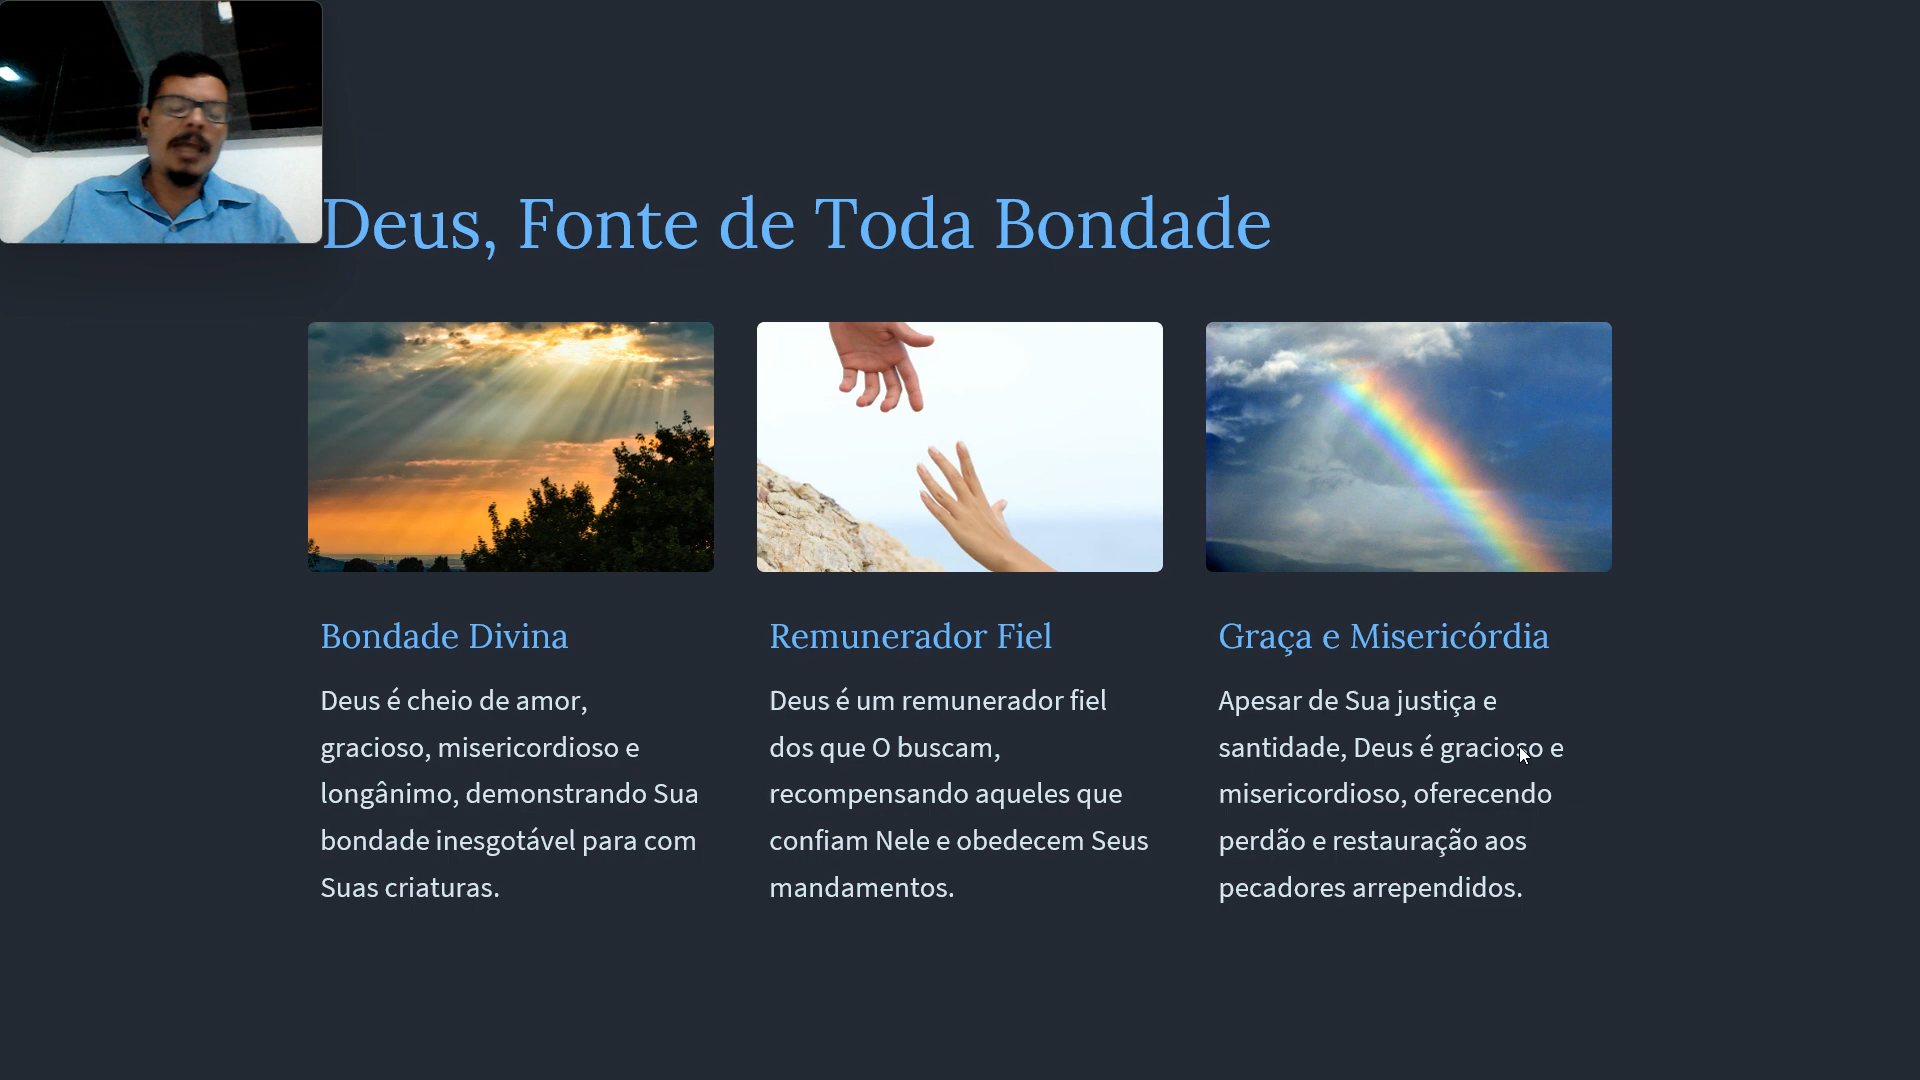 Deus, Fonte de Toda Bondade
Bondade Divina
Deus é cheio de amor,
gracioso, misericordioso e
longânimo, demonstrando Sua
bondade inesgotável para com
Suas criaturas.
Remunerador Fiel
Deus é um remunerador fiel
dos que O buscam,
recompensando aqueles que
confiam Nele e obedecem Seus
mandamentos.
Graça e Misericórdia
Apesar de Sua justiça e
santidade, Deus é gracioso e
misericordioso, oferecendo
perdão e restauração aos
pecadores arrependidos.